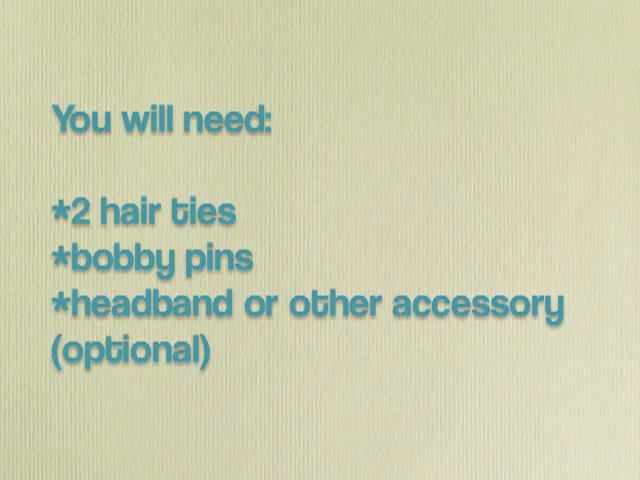 You will need:
*2 hair ties
*bobby pins
*headband or other accessory
(optional)